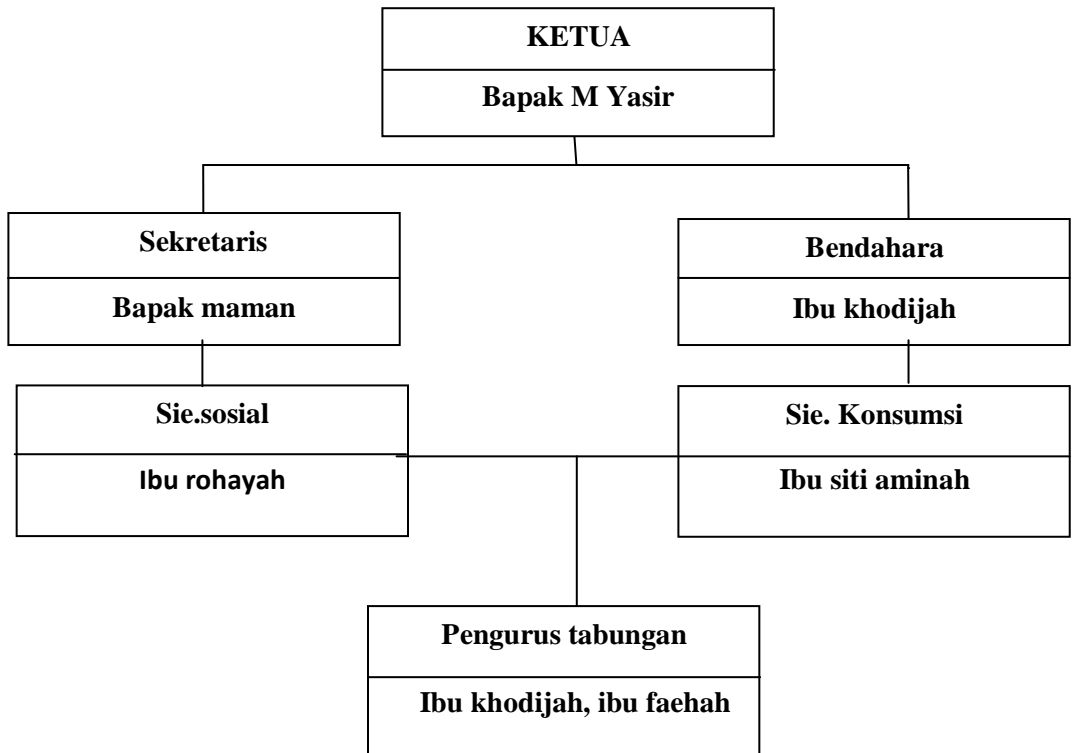 KETUA
Bapak M Yasir
Sekretaris
Bapak maman
Bendahara
Ibu khodijah
Sie.sosial
Ibu rohayah
Sie. Konsumsi
Ibu siti aminah
Pengurus tabungan
Ibu khodijah, ibu faehah